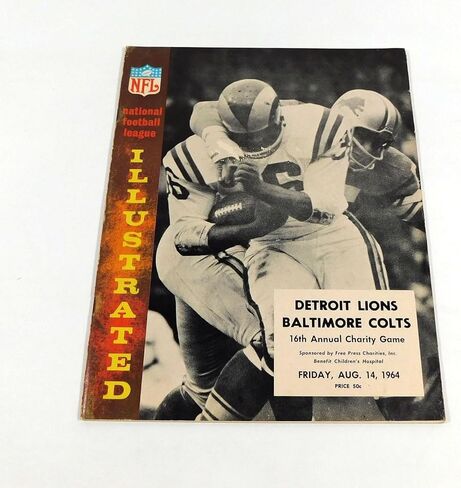 NFL
national
football
league
ILLUSTRATED
DETROIT LIONS
BALTIMORE COLTS
16th Annual Charity Game
Sponsored by Free Press Charities, Inc.
Benefit Children's Hospital
FRIDAY, AUG. 14, 1964
PRICE 50c